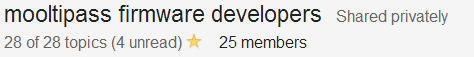 mooltipass firmware developers Shared privately
28 of 28 topics (4 unread) 25 members